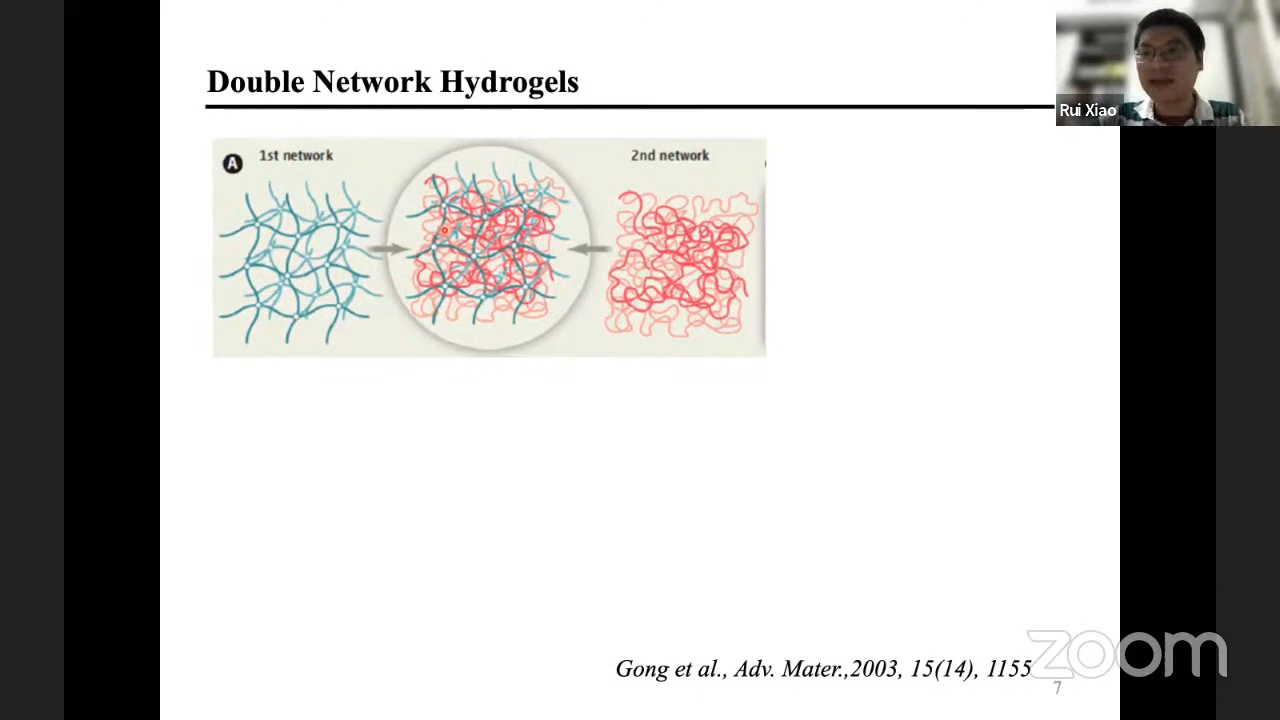 Double Network Hydrogels
Rui Xiao
A 1st network
2nd network
Gong et al., Adv. Mater.,2003, 15(14), 1155
zoom
7